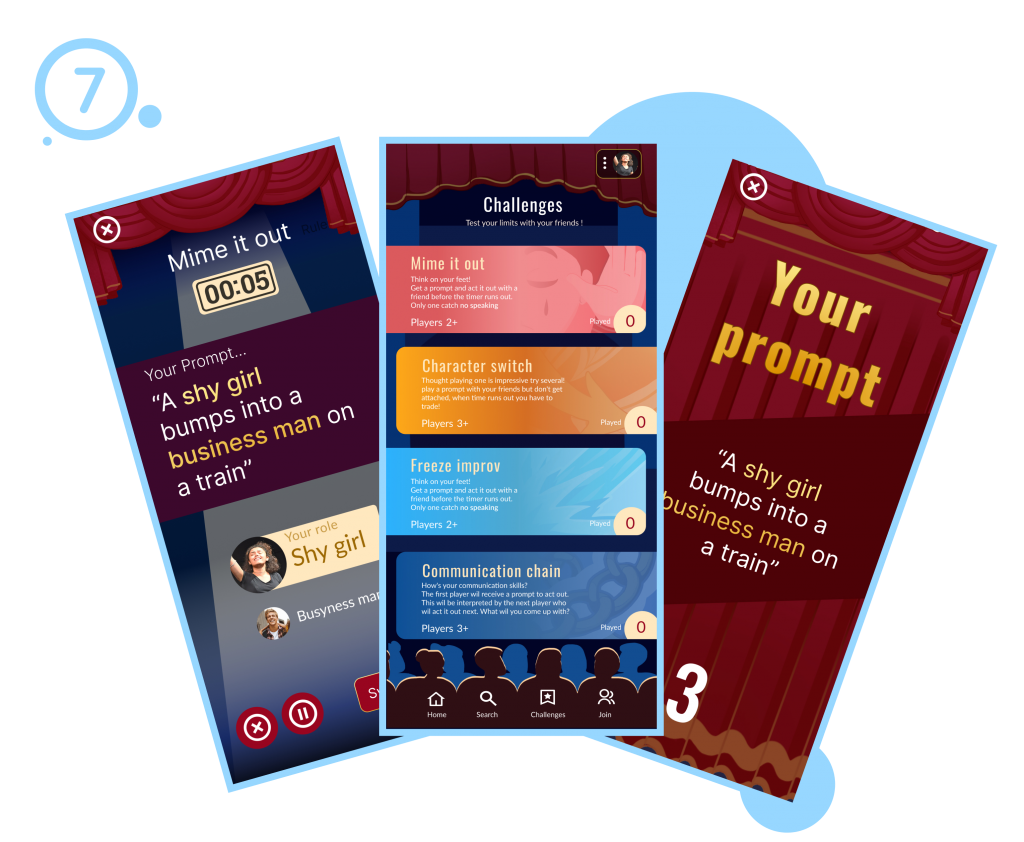 7
Mime it out
00:05
Your Prompt...
“A shy girl
bumps into a
business man on
a train”
Your role
Shy girl
Busyness
Challenges
Test your limits with your friends !
Mime it out
Think on your feet!
Get a prompt and act it out with a
friend before the timer runs out.
Only one catch no speaking
Players 2+
Played 0
Character switch
Thought playing one is impressive try several!
play a prompt with your friends but don't get
attached, when time runs out you have to
trade!
Players 3+
Played 0
Freeze improv
Think on your feet!
Get a prompt and act it out with a
friend before the timer runs out.
Only one catch no speaking
Players 2+
Played 0
Communication chain
How's your communication skills?
The first player wil receive a prompt to act out.
This wil be interpreted by the next player who
wil act it out next. What wil you come up with?
Players 3+
Played 0
Home Search Challenges Join
Your
prompt
“A shy girl
bumps into a
business man on
a train”
3